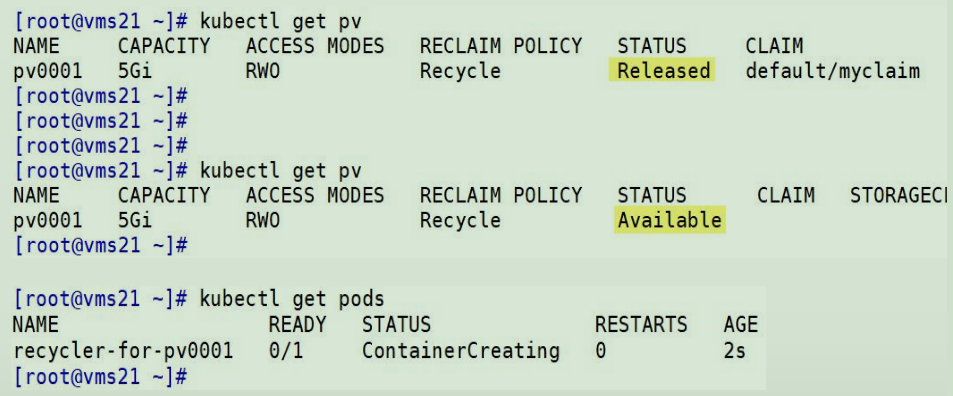 [root@vms21 ~]# kubectl get pv
NAME CAPACITY ACCESS MODES RECLAIM POLICY STATUS CLAIM
pv0001 5Gi RWO Recycle Released default/myclaim
[root@vms21 ~]#
[root@vms21 ~]#
[root@vms21 ~]#
[root@vms21 ~]# kubectl get pv
NAME CAPACITY ACCESS MODES RECLAIM POLICY STATUS CLAIM STORAGECL
pv0001 5Gi RWO Recycle Available
[root@vms21 ~]#
[root@vms21 ~]# kubectl get pods
NAME READY STATUS RESTARTS AGE
recycler-for-pv0001 0/1 ContainerCreating 0 2s
[root@vms21 ~]#